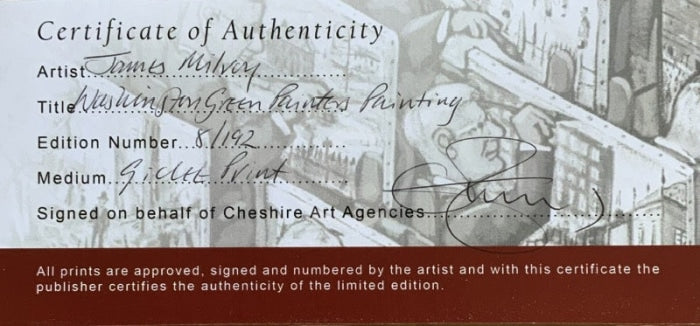 Certificate of Authenticity
Artist James Milroy
Title Washington Green Painters Painting
Edition Number 8/192
Medium Giclee Print
Signed on behalf of Cheshire Art Agencies
All prints are approved, signed and numbered by the artist and with this certificate the
publisher certifies the authenticity of the limited edition.